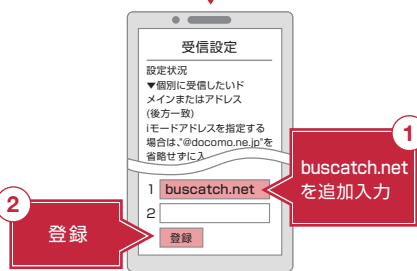 受信設定
設定状況
▼個別に受信したいド
メインまたはアドレス
(後方一致)
iモードアドレスを指定する
場合は、"@docomo.ne.jp"を
省略せずに入
1 buscatch.net
2
登録
1
buscatch.net
を追加入力
2
登録